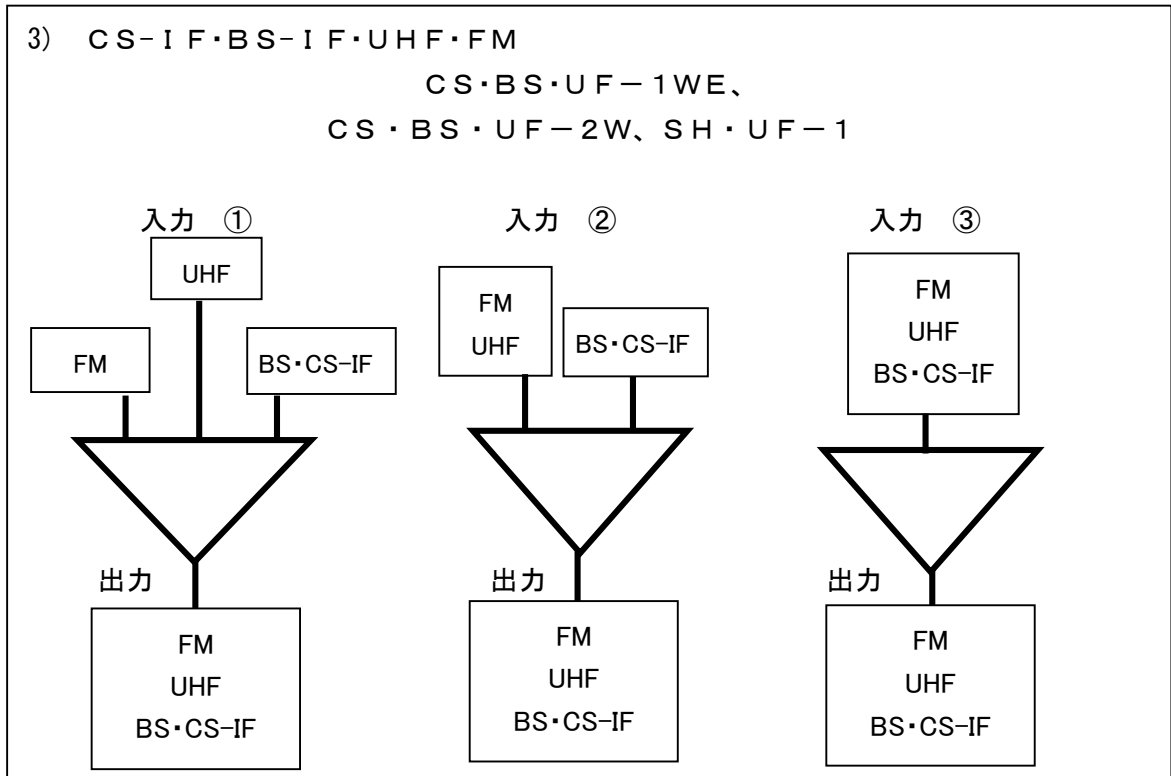 3) CS-IF･BS-IF･UHF･FM
CS･BS･UF－1WE、
CS・BS・UF－2W、SH・UF－1
入力 ①
UHF
FM
BS･CS-IF
出力
FM
UHF
BS･CS-IF
入力 ②
FM
UHF
BS･CS-IF
出力
FM
UHF
BS･CS-IF
入力 ③
FM
UHF
BS･CS-IF
出力
FM
UHF
BS･CS-IF